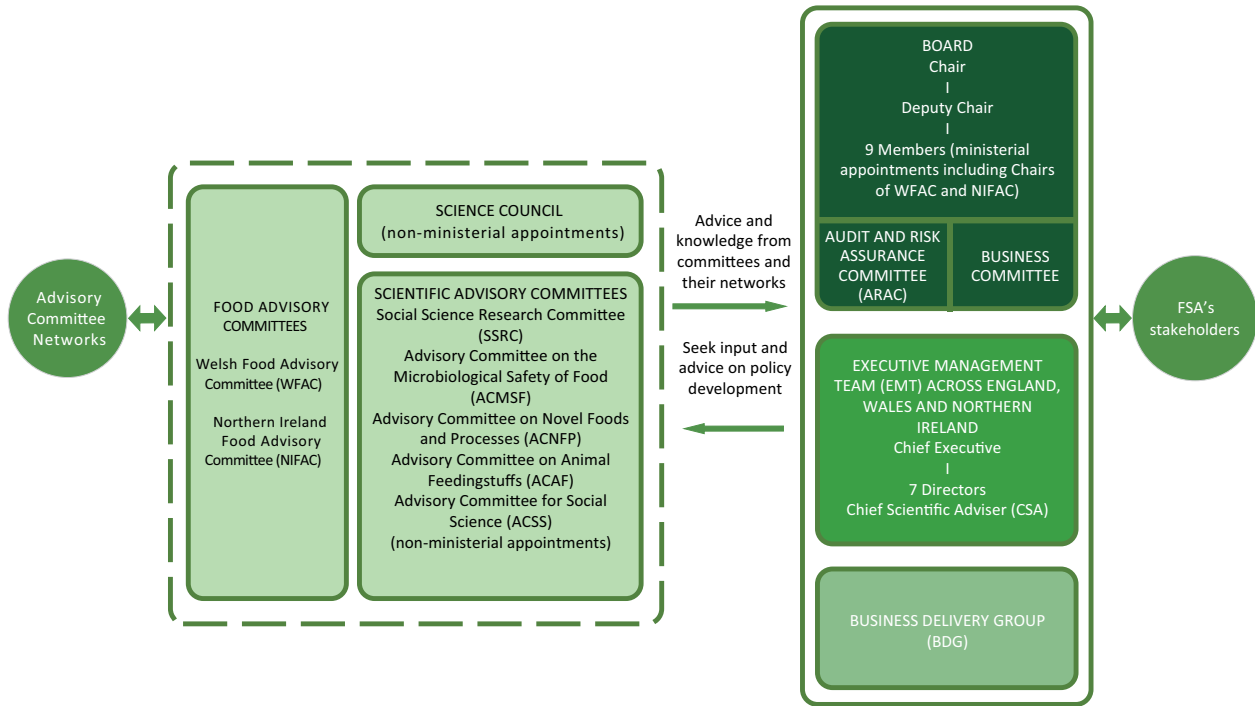 Advisory
Committee
Networks
FOOD ADVISORY
COMMITTEES
Welsh Food Advisory
Committee (WFAC)
Northern Ireland
Food Advisory
Committee (NIFAC)
SCIENCE COUNCIL
(non-ministerial appointments)
SCIENTIFIC ADVISORY COMMITTEES
Social Science Research Committee
(SSRC)
Advisory Committee on the
Microbiological Safety of Food
(ACMSF)
Advisory Committee on Novel Foods
and Processes (ACNFP)
Advisory Committee on Animal
Feedingstuffs (ACAF)
Advisory Committee for Social
Science (ACSS)
(non-ministerial appointments)
Advice and
knowledge from
committees and
their networks
Seek input and
advice on policy
development
BOARD
Chair
I
Deputy Chair
I
9 Members (ministerial
appointments including Chairs
of WFAC and NIFAC)
AUDIT AND RISK
ASSURANCE
COMMITTEE
(ARAC)
BUSINESS
COMMITTEE
EXECUTIVE MANAGEMENT
TEAM (EMT) ACROSS ENGLAND,
WALES AND NORTHERN
IRELAND
Chief Executive
I
7 Directors
Chief Scientific Adviser (CSA)
BUSINESS DELIVERY GROUP
(BDG)
FSA's
stakeholders